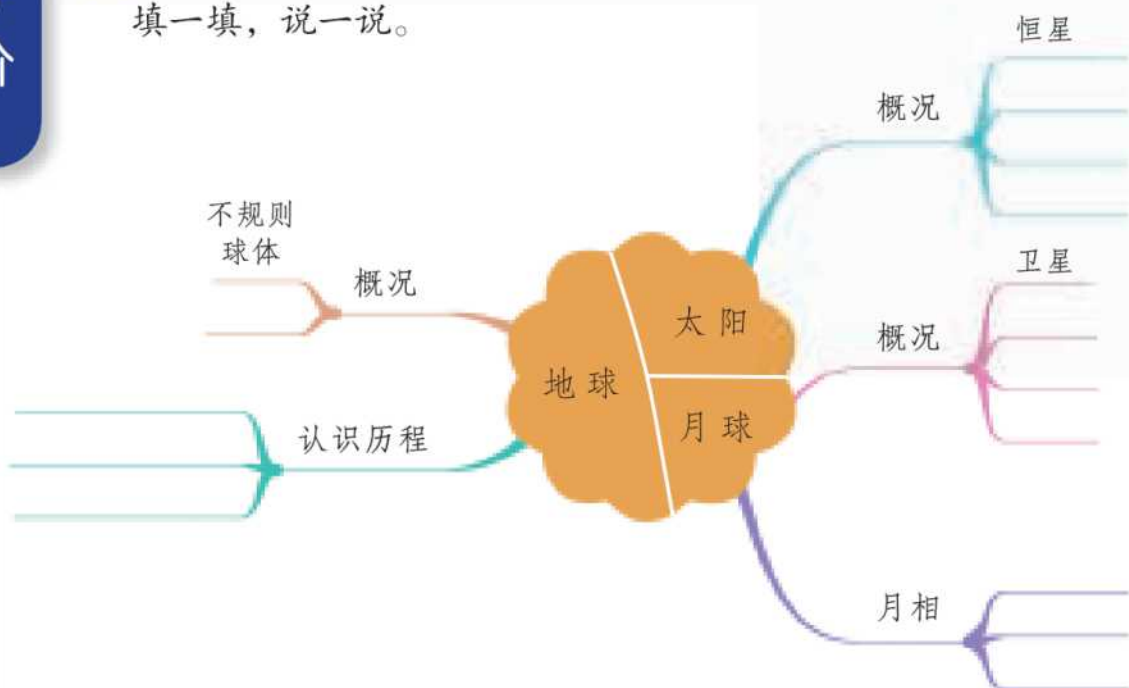 价
填一填，说一说。
恒星
概况
不规则
球体
概况
卫星
太阳
概况
地球
月球
认识历程
月相